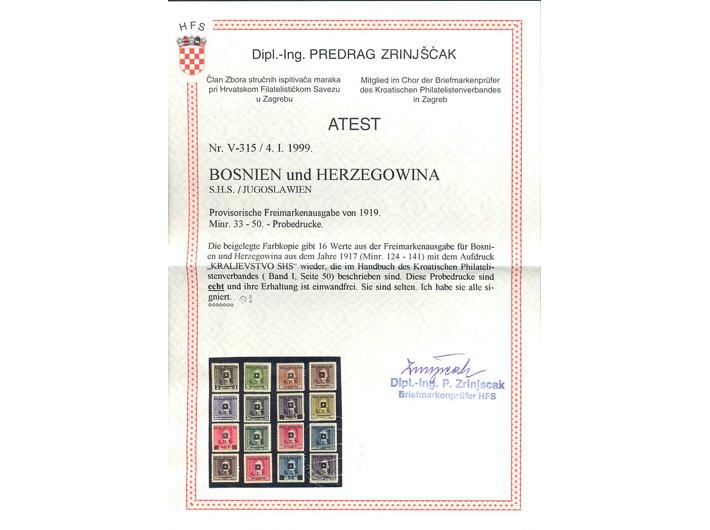 HFS
Dipl.-Ing. PREDRAG ZRINJŠĆAK
Član Zbora stručnih ispitivača maraka
pri Hrvatskom Filatelističkom Savezu
u Zagrebu
Mitglied im Chor der Briefmarkenprüfer
des Kroatischen Philatelistenverbandes
in Zagreb
ATEST
Nr. V-315 / 4. I. 1999.
BOSNIEN und HERZEGOWINA
S.H.S. / JUGOSLAWIEN
Provisorische Freimarkenausgabe von 1919.
Minr. 33 - 50. - Probedrucke.
Die beigelegte Farbkopie gibt 16 Werte aus der Freimarkenausgabe für Bosni-
en und Herzegowina aus dem Jahre 1917 (Minr. 124 - 141) mit dem Aufdruck
„KRALJEVSTVO SHS" wieder, die im Handbuch des Kroatischen Philateli-
stenverbandes ( Band I, Seite 50) beschrieben sind. Diese Probedrucke sind
echt und ihre Erhaltung ist einwandfrei. Sie sind selten. Ich habe sie alle si-
gniert.
Dipl.-Ing. P. Zrinjscak
Briefmarkenprüfer HFS